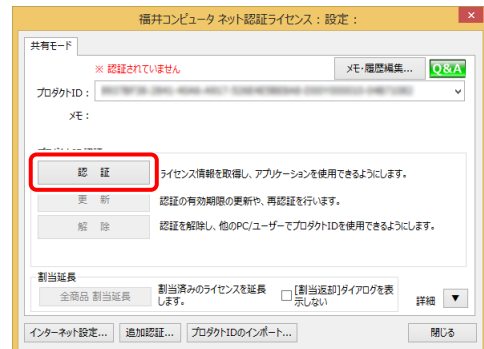 福井コンピュータ ネット認証ライセンス：設定：
共有モード
※ 認証されていません
メモ・履歴編集...
Q&A
プロダクトID：
メモ：
認 証
ライセンス情報を取得し、アプリケーションを使用できるようにします。
更 新
認証の有効期限の更新や、再認証を行います。
解 除
認証を解除し、他のPC/ユーザーでプロダクトIDを使用できるようにします。
割当延長
全商品 割当延長
割当済みのライセンスを延長
します。
[割当返却]ダイアログを表
示しない
詳細 ▼
インターネット設定...
追加認証...
プロダクトIDのインポート...
閉じる